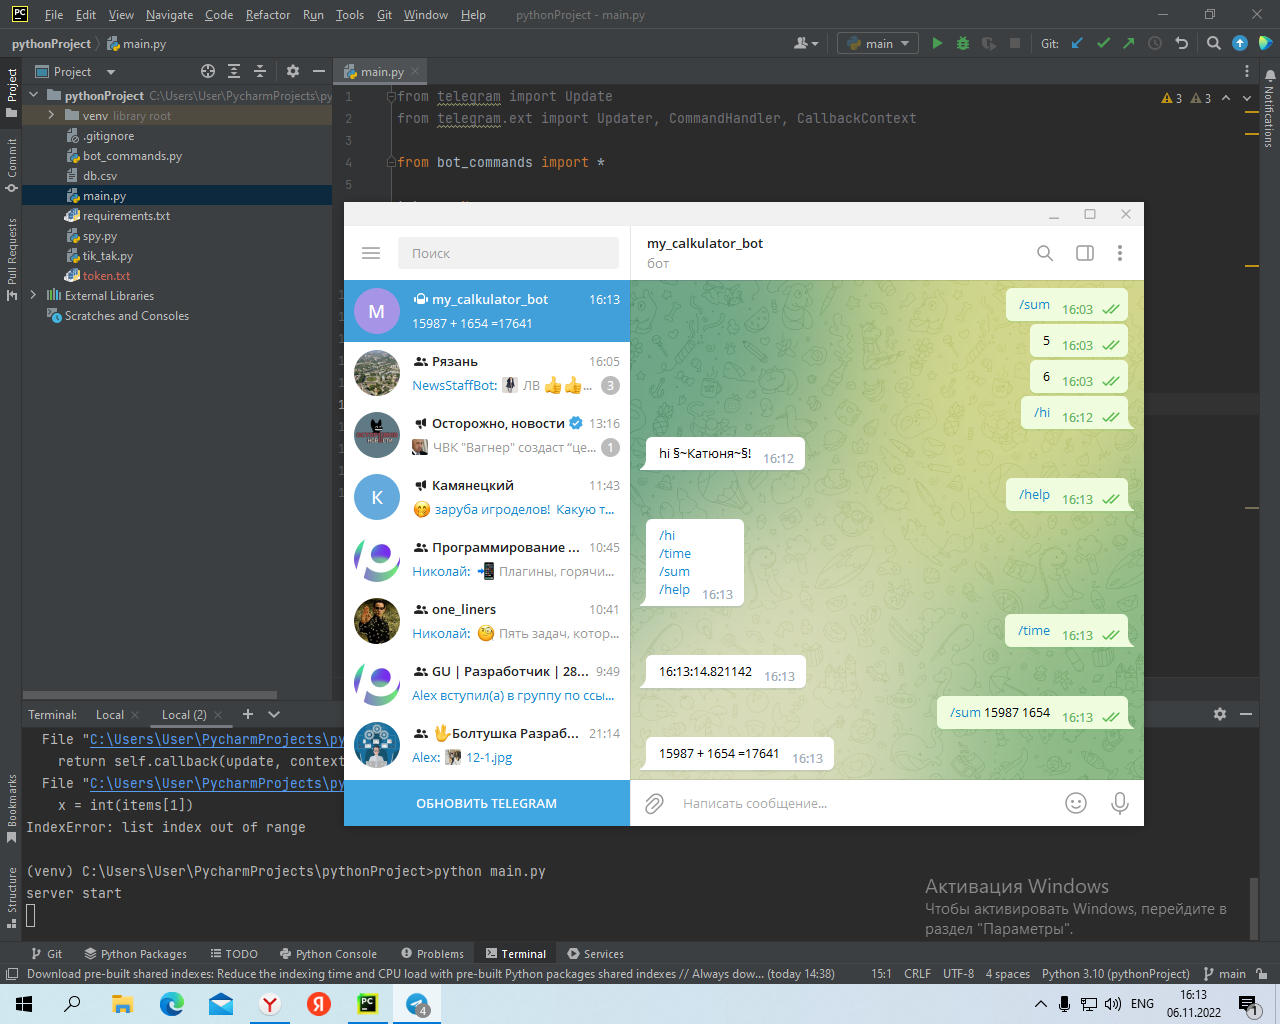 File Edit View Navigate Code Refactor Run Tools Git Window Help pythonProject - main.py
pythonProject main.py
main
Git:
Project
main.py
Project
Commit
Pull Requests
Bookmarks
Structure
Notifications
pythonProject C:\Users\User\PycharmProjects\py
venv library root
.gitignore
bot_commands.py
db.csv
main.py
requirements.txt
spy.py
tik_tak.py
token.txt
External Libraries
Scratches and Consoles
1 from telegram import Update
2 from telegram.ext import Updater, CommandHandler, CallbackContext
3
4 from bot_commands import *
5
3 3
Поиск
my_calkulator_bot 16:13
15987 + 1654 =17641
M
Рязань 16:05
NewsStaffBot: ЛВ 👍👍... 3
Осторожно, новости 13:16
ЧВК "Вагнер" создаст “це... 1
К
Камянецкий 11:43
🤭 заруба игроделов! Какую т...
Программирование ... 10:45
Николай: 📲 Плагины, горячи...
one_liners 10:41
Николай: 🧐 Пять задач, котор...
GU | Разработчик | 28... 9:49
Alex вступил(а) в группу по ссы...
🖖Болтушка Разраб... 21:14
Alex: 12-1.jpg
ОБНОВИТЬ TELEGRAM
my_calkulator_bot
бот
/sum 16:03
5 16:03
6 16:03
/hi 16:12
hi §~Катюня~§! 16:12
/help 16:13
/hi
/time
/sum
/help 16:13
/time 16:13
16:13:14.821142 16:13
/sum 15987 1654 16:13
15987 + 1654 =17641 16:13
Написать сообщение...
Terminal: Local Local (2)
File "C:\Users\User\PycharmProjects\py
return self.callback(update, context
File "C:\Users\User\PycharmProjects\py
x = int(items[1])
IndexError: list index out of range
(venv) C:\Users\User\PycharmProjects\pythonProject>python main.py
server start
Активация Windows
Чтобы активировать Windows, перейдите в
раздел "Параметры".
Git Python Packages TODO Python Console Problems Terminal Services
Download pre-built shared indexes: Reduce the indexing time and CPU load with pre-built Python packages shared indexes // Always dow... (today 14:38) 15:1 CRLF UTF-8 4 spaces Python 3.10 (pythonProject) main
4
ENG
16:13
06.11.2022
1